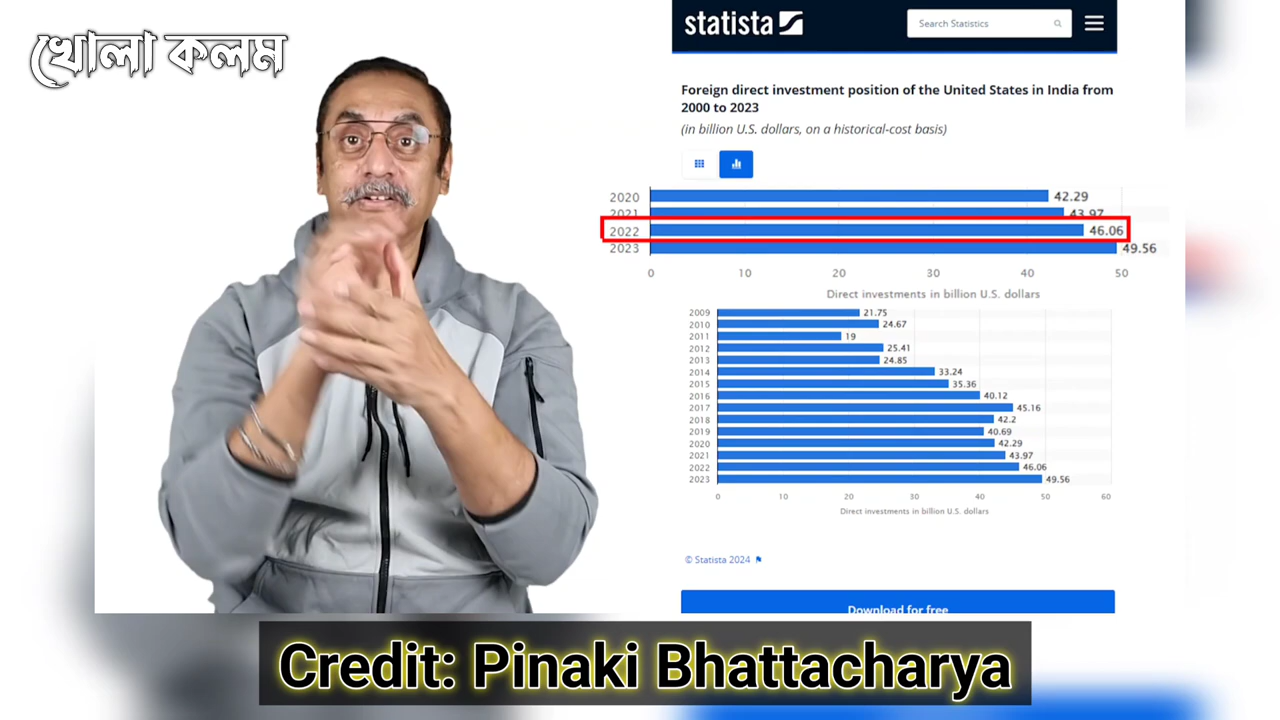 খোলা কলম
statista
Search Statistics
Foreign direct investment position of the United States in India from
2000 to 2023
(in billion U.S. dollars, on a historical-cost basis)
2020 42.29
2021 43.97
2022 46.06
2023 49.56
0 10 20 30 40 50
Direct investments in billion U.S. dollars
2009 21.75
2010 24.67
2011 19
2012 25.41
2013 24.85
2014 33.24
2015 35.36
2016 40.12
2017 45.16
2018 42.2
2019 40.69
2020 42.29
2021 43.97
2022 46.06
2023 49.56
0 10 20 30 40 50 60
Direct investments in billion U.S. dollars
© Statista 2024
Download for free
Credit: Pinaki Bhattacharya